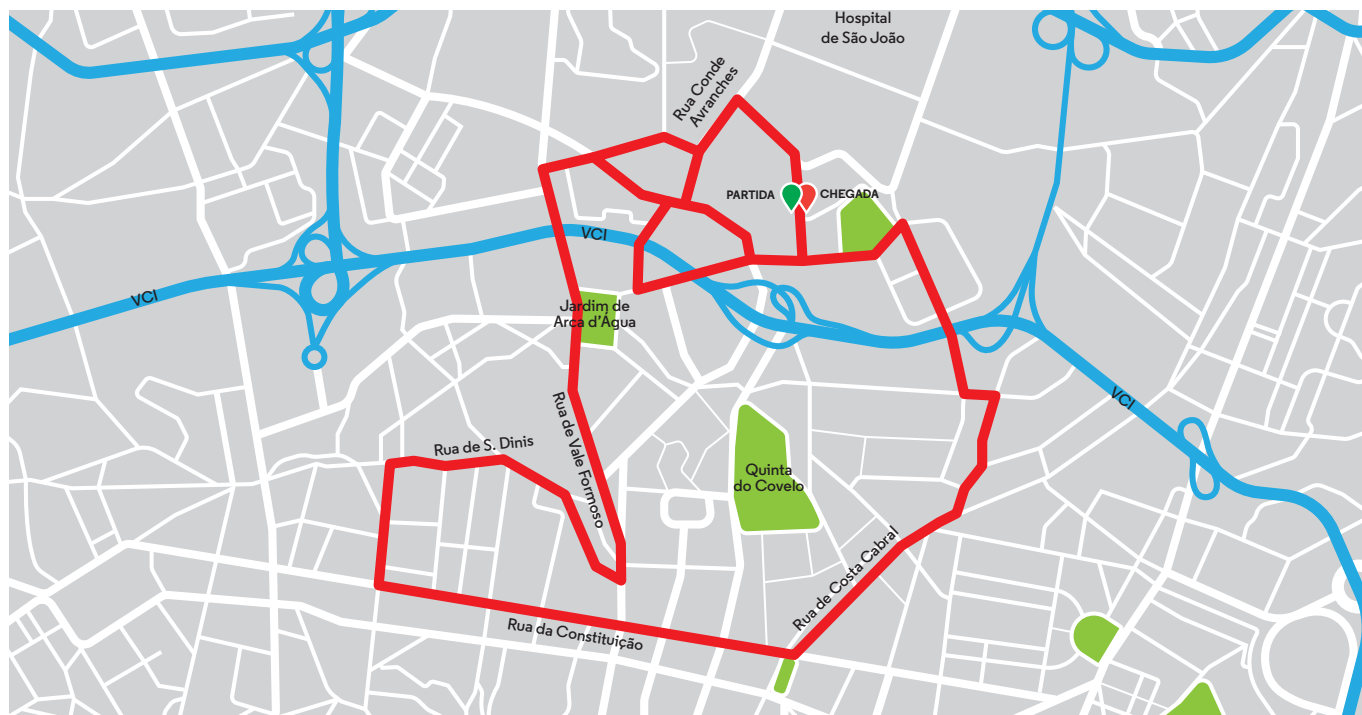 Hospital
de São João
Rua Conde
Avranches
PARTIDA
CHEGADA
VCI
VCI
Jardim de
Arca d'Água
VCI
Rua de Vale Formoso
Rua de S. Dinis
Quinta
do Covelo
Rua de Costa Cabral
Rua da Constituição